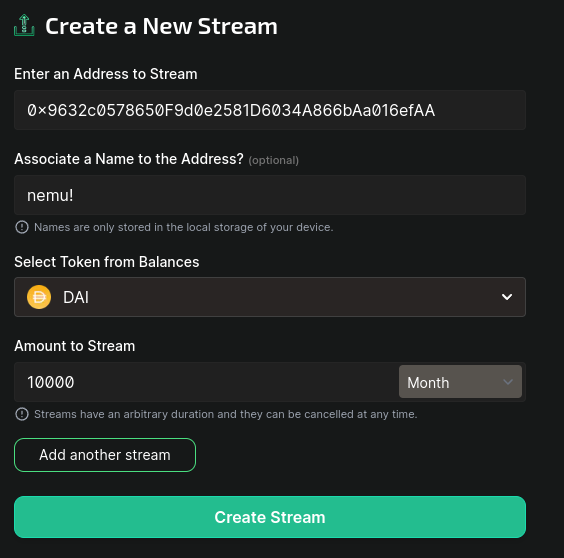 Create a New Stream
Enter an Address to Stream
0x9632c0578650F9d0e2581D6034A866bAa016efAA
Associate a Name to the Address? (optional)
nemu!
Names are only stored in the local storage of your device.
Select Token from Balances
DAI
Amount to Stream
10000
Month
Streams have an arbitrary duration and they can be cancelled at any time.
Add another stream
Create Stream